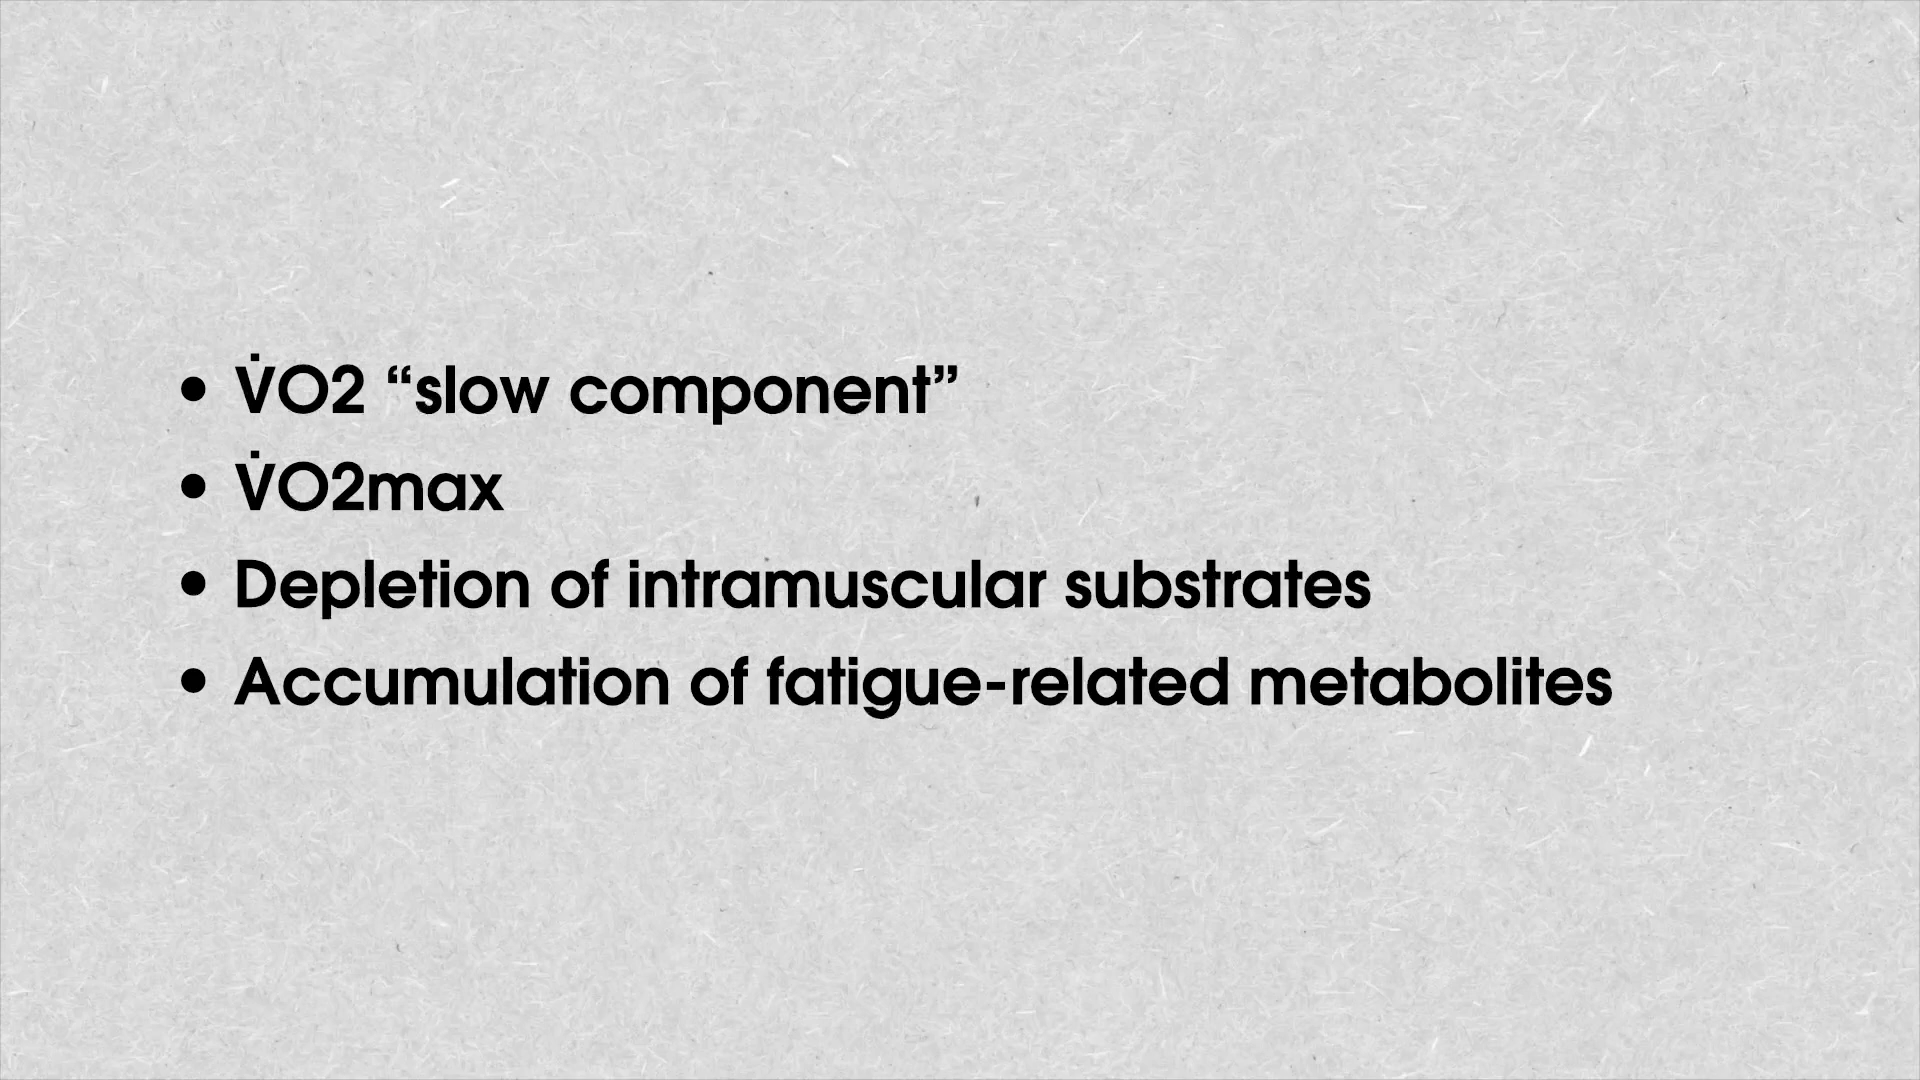 • V̇O2 “slow component”
• V̇O2max
• Depletion of intramuscular substrates
• Accumulation of fatigue-related metabolites